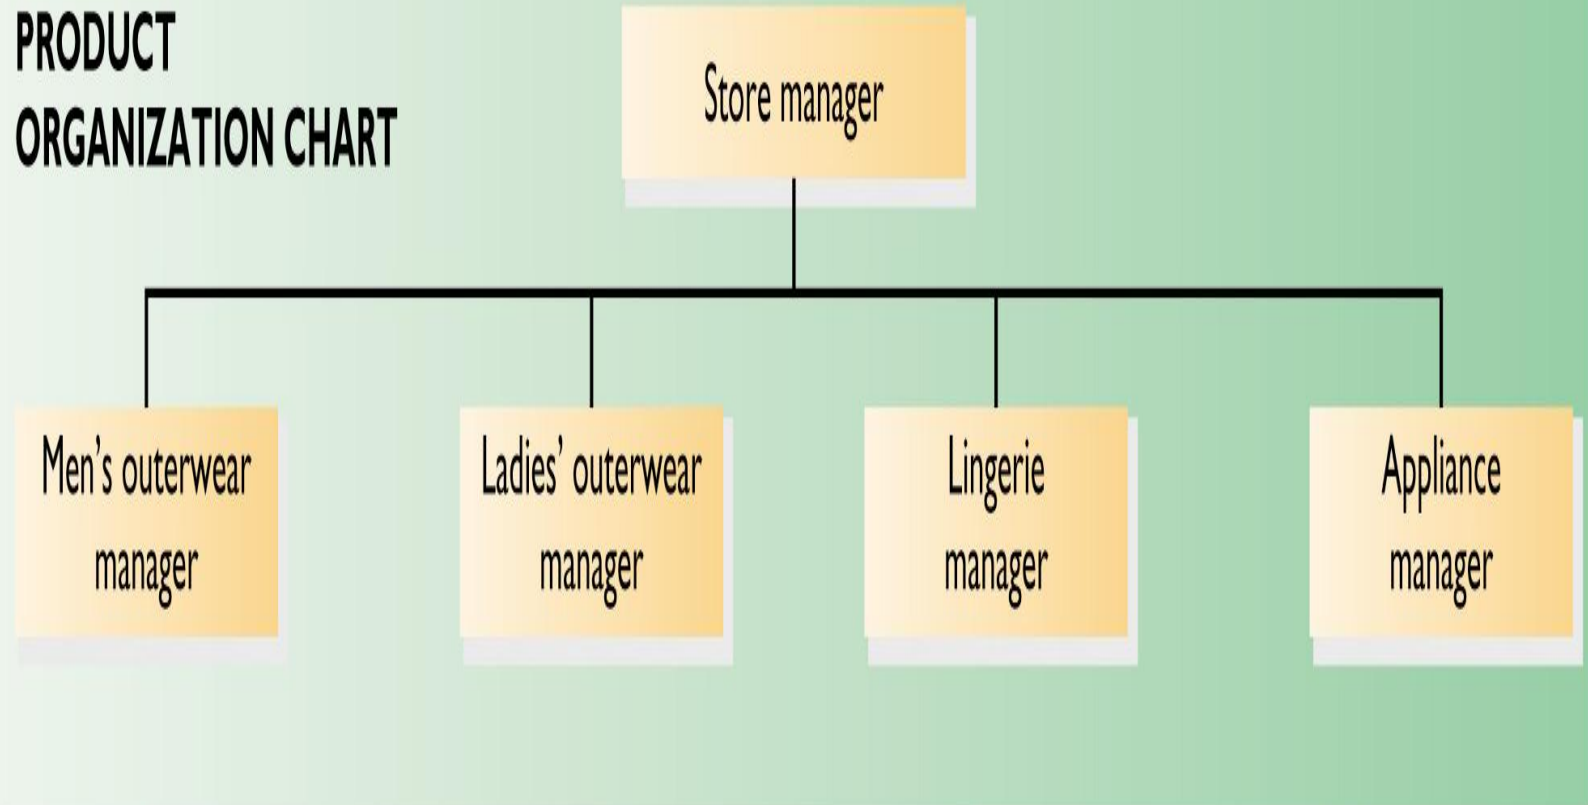 PRODUCT
ORGANIZATION CHART
Store manager
Men’s outerwear
manager
Ladies’ outerwear
manager
Lingerie
manager
Appliance
manager